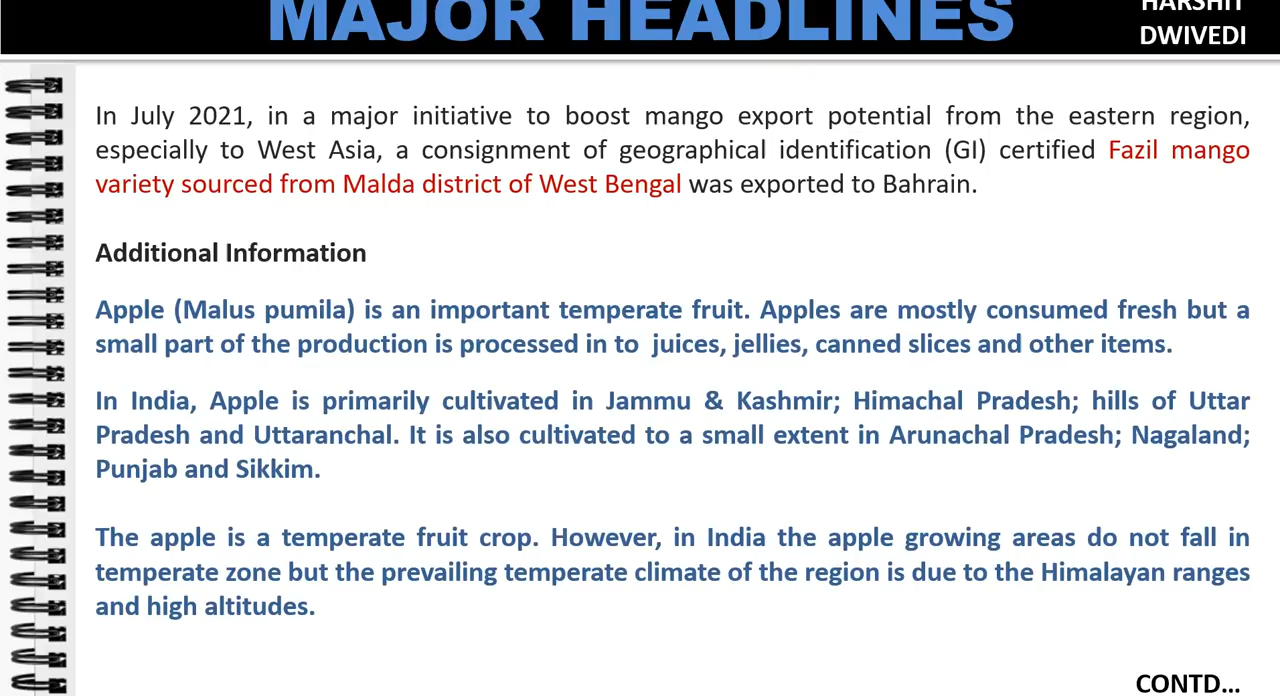 MAJOR HEADLINES
HARSHIT
DWIVEDI
In July 2021, in a major initiative to boost mango export potential from the eastern region,
especially to West Asia, a consignment of geographical identification (GI) certified Fazil mango
variety sourced from Malda district of West Bengal was exported to Bahrain.
Additional Information
Apple (Malus pumila) is an important temperate fruit. Apples are mostly consumed fresh but a
small part of the production is processed in to juices, jellies, canned slices and other items.
In India, Apple is primarily cultivated in Jammu & Kashmir; Himachal Pradesh; hills of Uttar
Pradesh and Uttaranchal. It is also cultivated to a small extent in Arunachal Pradesh; Nagaland;
Punjab and Sikkim.
The apple is a temperate fruit crop. However, in India the apple growing areas do not fall in
temperate zone but the prevailing temperate climate of the region is due to the Himalayan ranges
and high altitudes.
CONTD...